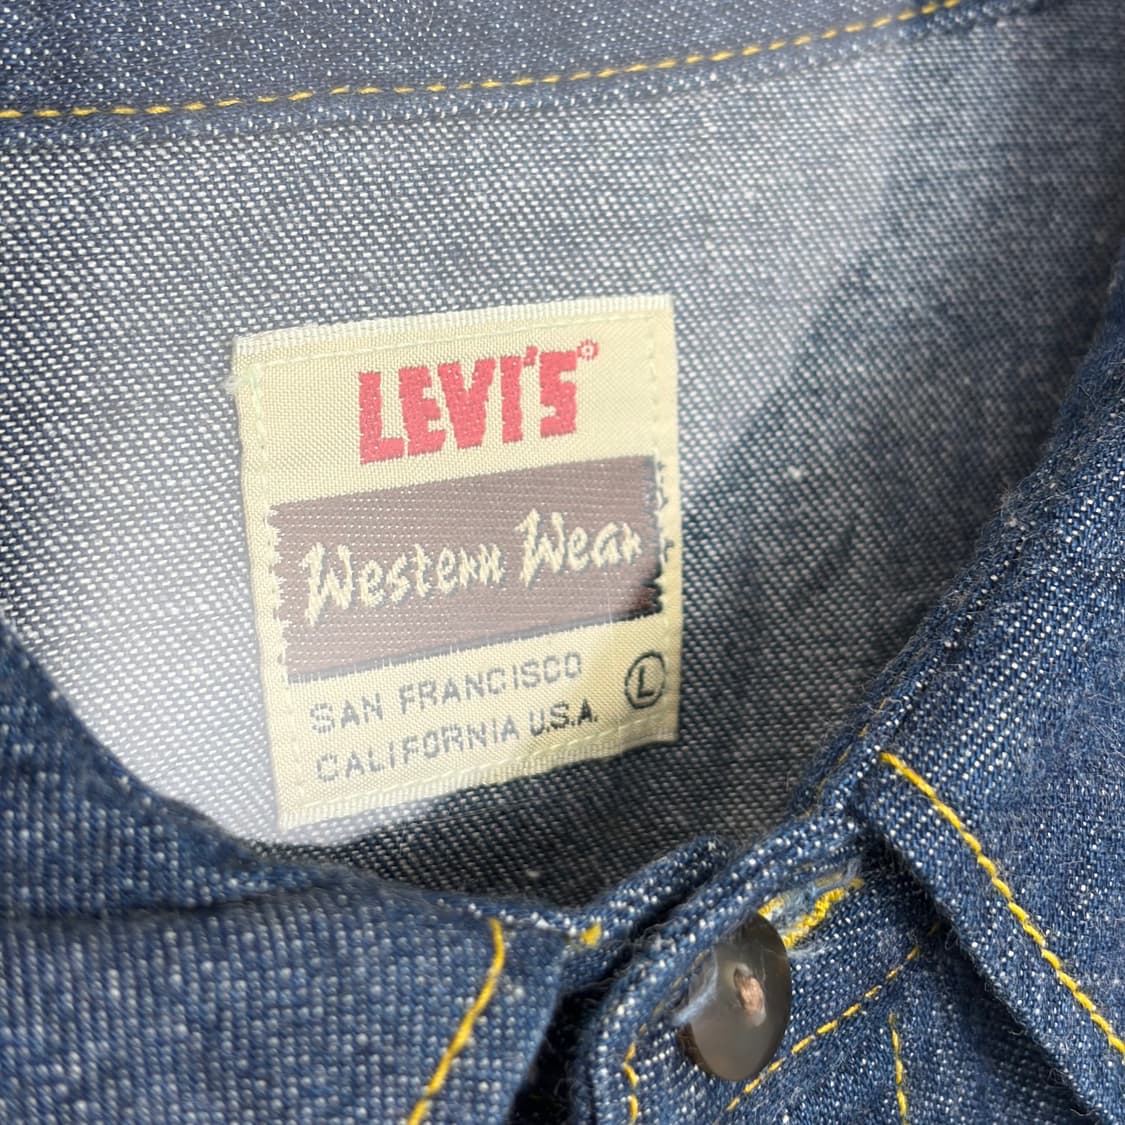 LEVI'S®
Western Wear
SAN FRANCISCO
CALIFORNIA U.S.A.
L